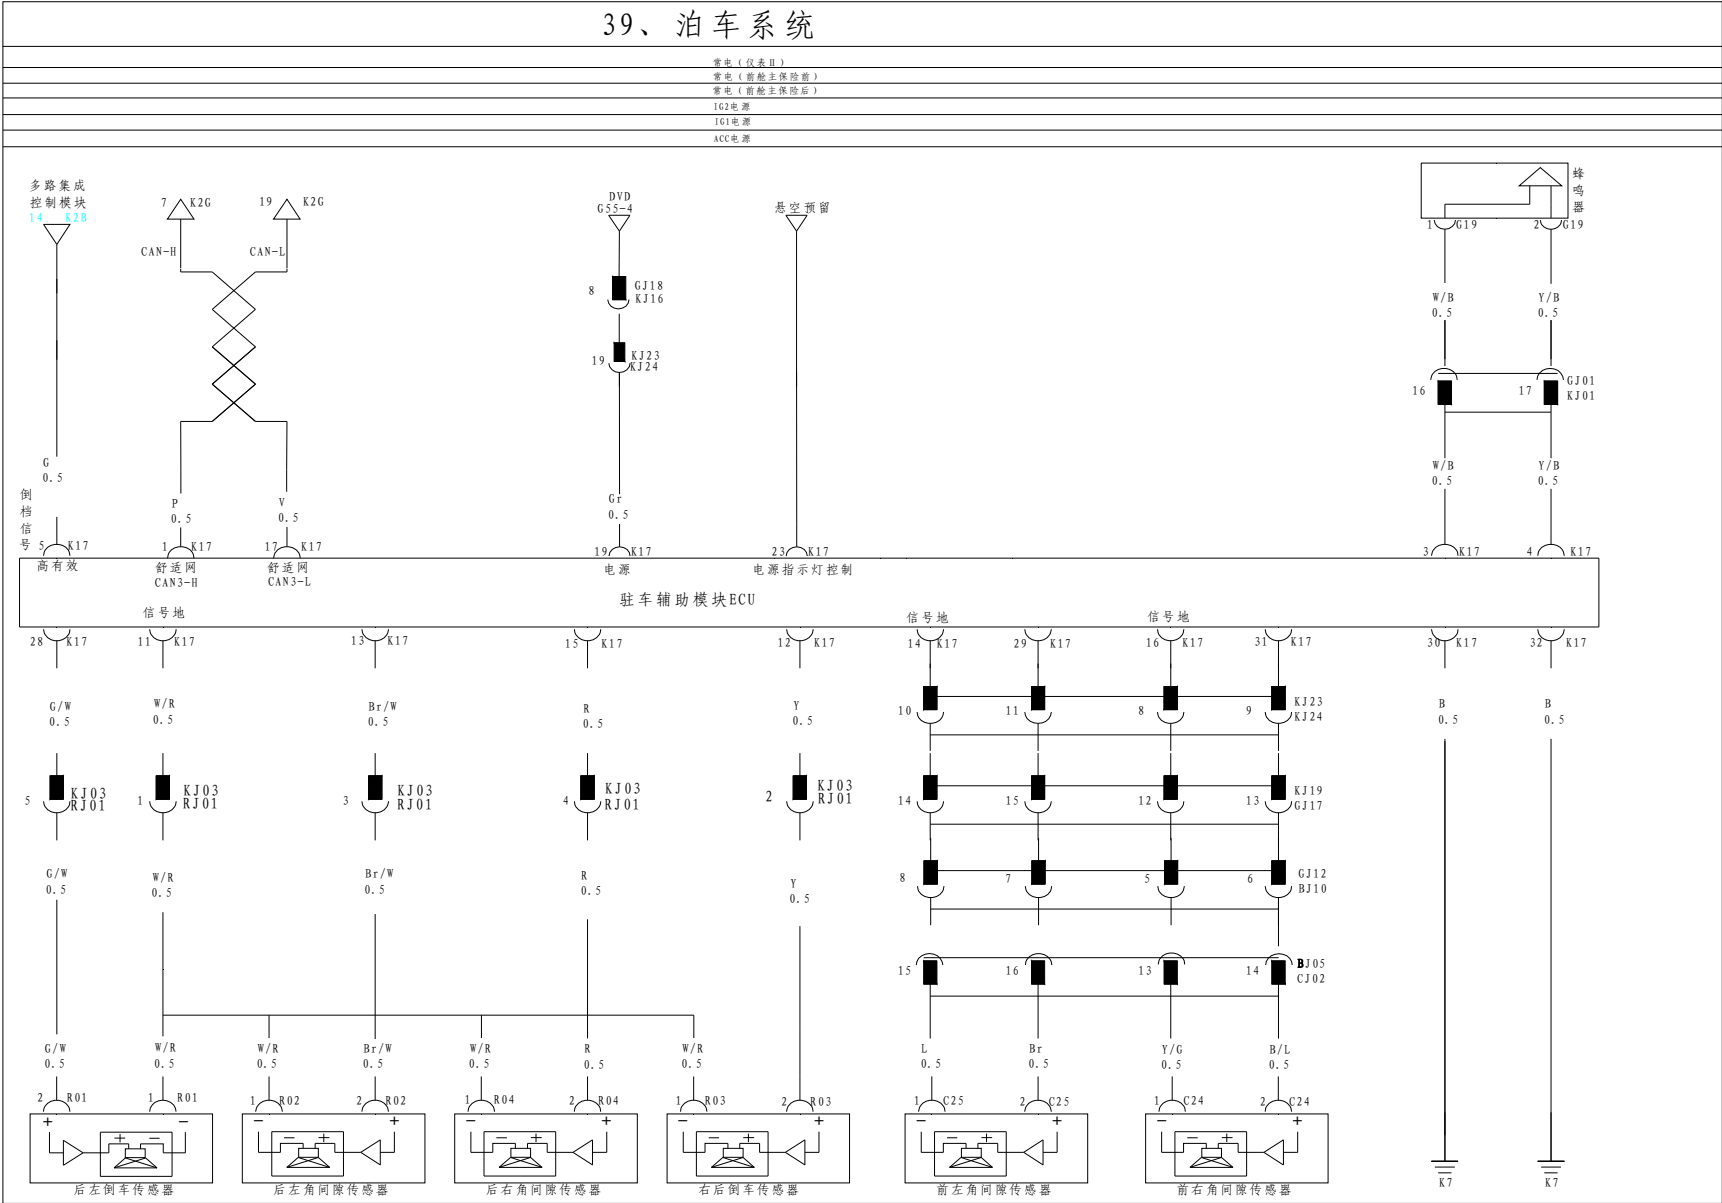 39、泊车系统
常电（仪表Ⅱ）
常电（前舱主保险前）
常电（前舱主保险后）
IG2电源
IG1电源
ACC电源
多路集成
控制模块
14 K2B
7 K2G
19 K2G
CAN-H
CAN-L
DVD
G55-4
悬空预留
蜂鸣器
1 G19
2 G19
8 GJ18
KJ16
19 KJ23
KJ24
W/B
0.5
Y/B
0.5
16
17 GJ01
KJ01
W/B
0.5
Y/B
0.5
G
0.5
倒档信号
P
0.5
V
0.5
Gr
0.5
5 K17
1 K17
17 K17
19 K17
23 K17
3 K17
4 K17
高有效
舒适网
CAN3-H
舒适网
CAN3-L
电源
电源指示灯控制
驻车辅助模块ECU
信号地
信号地
信号地
28 K17
11 K17
13 K17
15 K17
12 K17
14 K17
29 K17
16 K17
31 K17
30 K17
32 K17
G/W
0.5
W/R
0.5
Br/W
0.5
R
0.5
Y
0.5
10
11
8
9 KJ23
KJ24
B
0.5
B
0.5
5 KJ03
RJ01
1 KJ03
RJ01
3 KJ03
RJ01
4 KJ03
RJ01
2 KJ03
RJ01
14
15
12
13 KJ19
GJ17
G/W
0.5
W/R
0.5
Br/W
0.5
R
0.5
Y
0.5
8
7
5
6 GJ12
BJ10
15
16
13
14 BJ05
CJ02
G/W
0.5
W/R
0.5
W/R
0.5
Br/W
0.5
W/R
0.5
R
0.5
W/R
0.5
L
0.5
Br
0.5
Y/G
0.5
B/L
0.5
2 R01
1 R01
1 R02
2 R02
1 R04
2 R04
1 R03
2 R03
1 C25
2 C25
1 C24
2 C24
+ + − −
− − + +
− − + +
− − + +
− − + +
− − + +
后左倒车传感器
后左角间隙传感器
后右角间隙传感器
右后倒车传感器
前左角间隙传感器
前右角间隙传感器
K7
K7